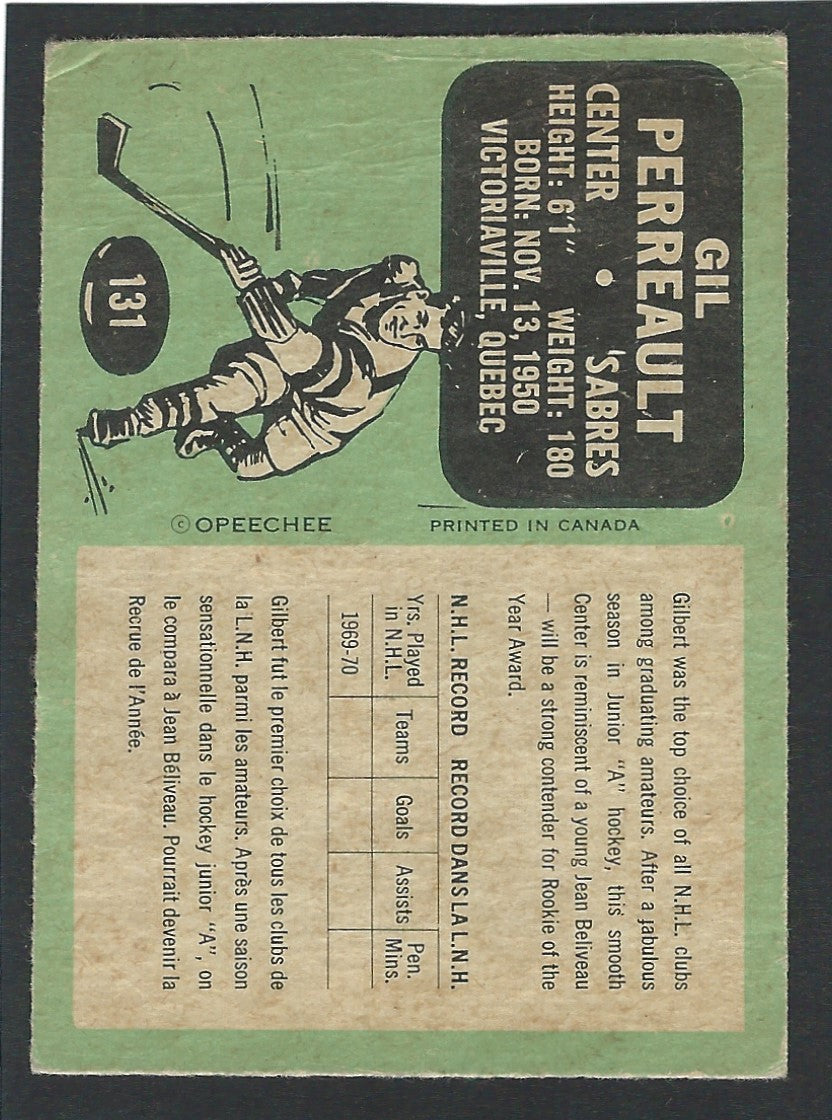 GIL
PERREAULT
CENTER • SABRES
HEIGHT: 6'1" WEIGHT: 180
BORN: NOV. 13, 1950
VICTORIAVILLE, QUEBEC
131
© OPEECHEE
PRINTED IN CANADA
Gilbert was the top choice of all N.H.L. clubs
among graduating amateurs. After a fabulous
season in Junior "A" hockey, this smooth
Center is reminiscent of a young Jean Beliveau
— will be a strong contender for Rookie of the
Year Award.
N.H.L. RECORD RECORD DANS LA L.N.H.
Yrs. Played in N.H.L. Teams Goals Assists Pen. Mins.
1969-70
Gilbert fut le premier choix de tous les clubs de
la L.N.H. parmi les amateurs. Après une saison
sensationnelle dans le hockey junior "A", on
le compara à Jean Béliveau. Pourrait devenir la
Recrue de l'Année.